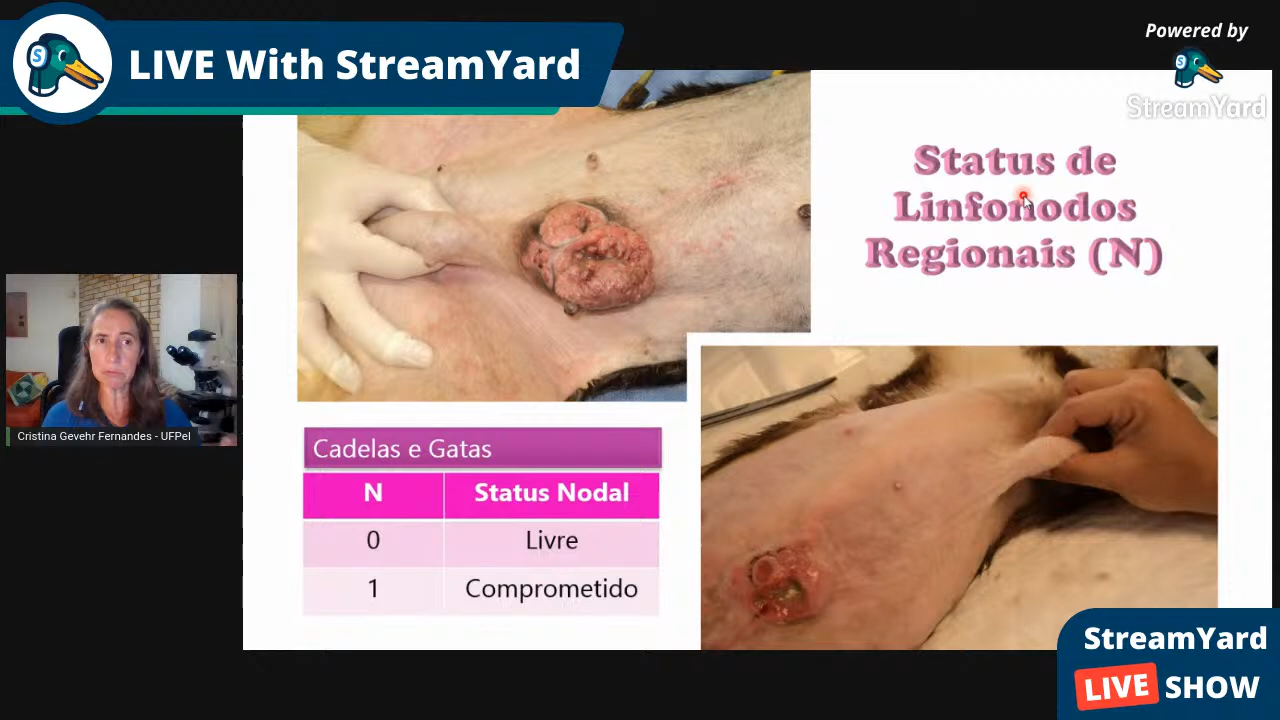 LIVE With StreamYard
Powered by
StreamYard
Status de
Linfonodos
Regionais (N)
Cristina Gevehr Fernandes - UFPel
Cadelas e Gatas
N Status Nodal
0 Livre
1 Comprometido
StreamYard
LIVE SHOW